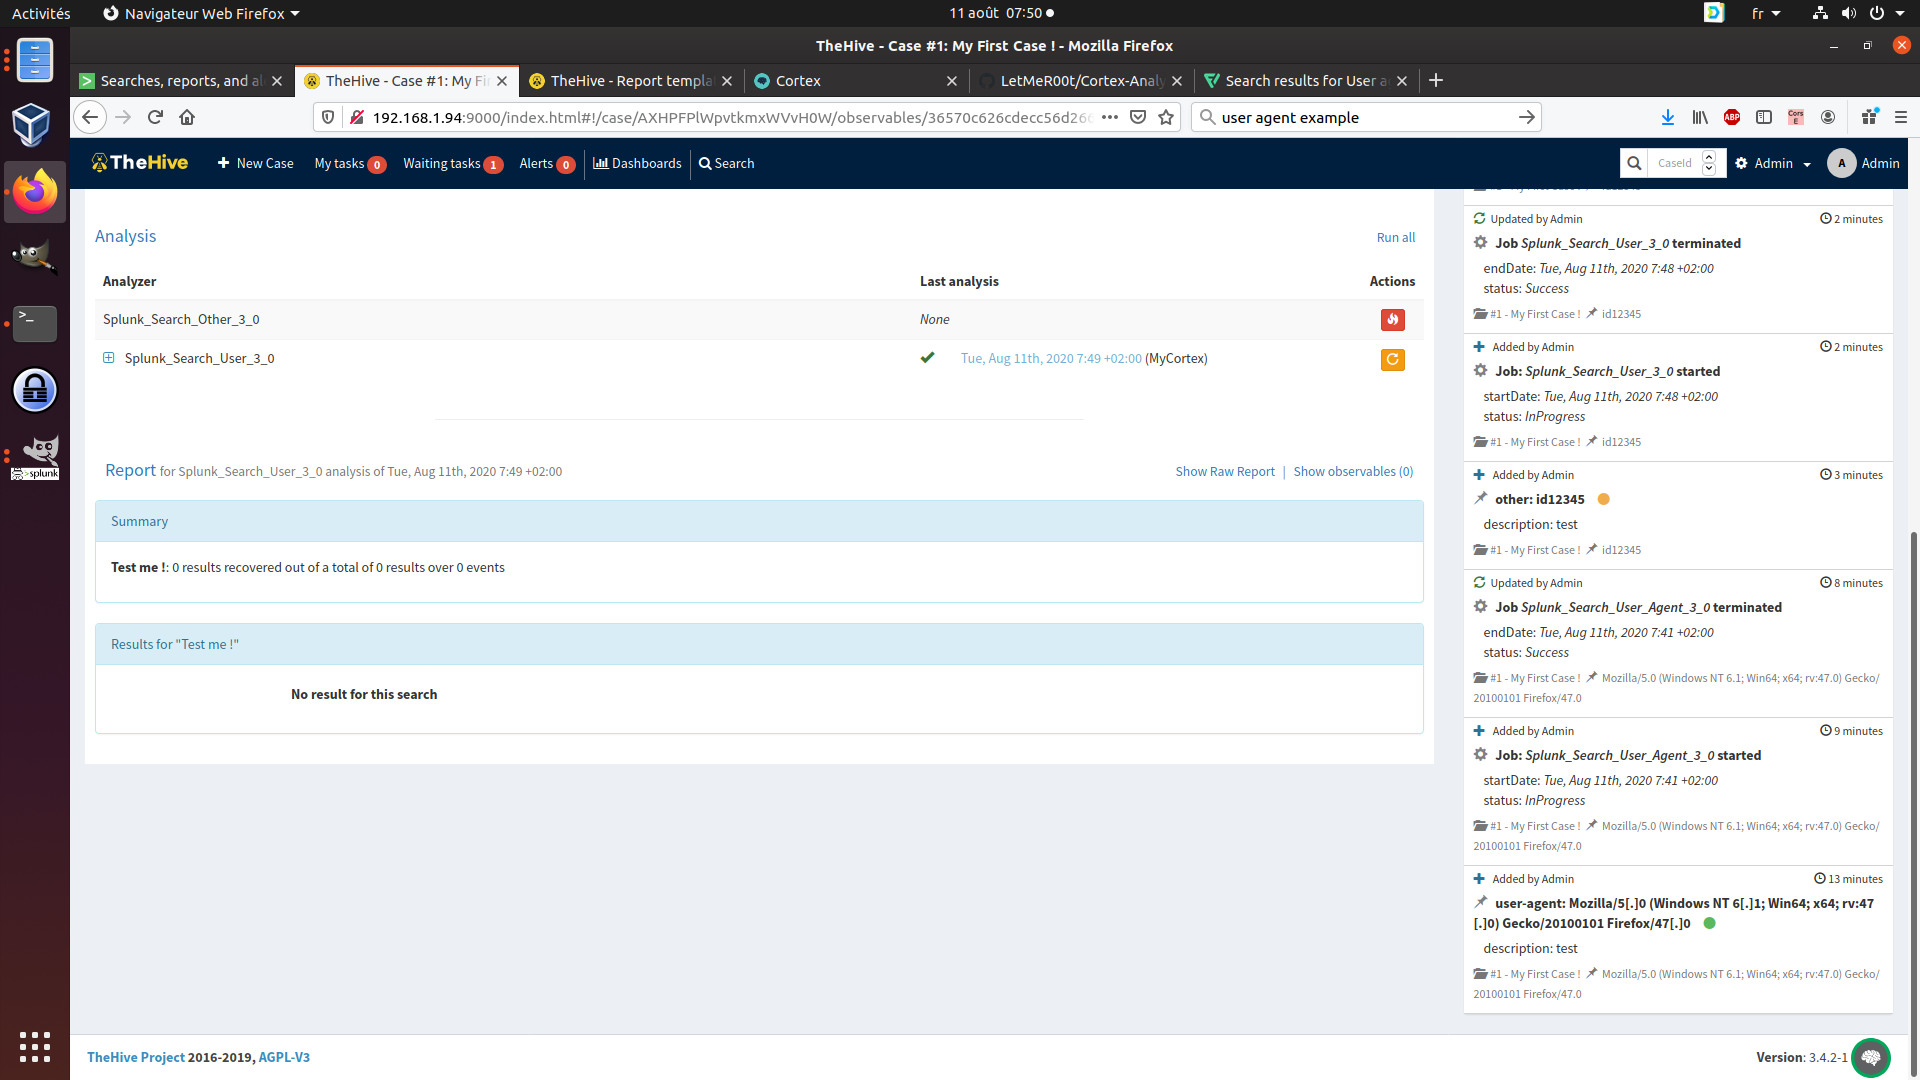 Activités
Navigateur Web Firefox
11 août 07:50
fr
TheHive - Case #1: My First Case ! - Mozilla Firefox
Searches, reports, and al
TheHive - Case #1: My Fi
TheHive - Report templa
Cortex
LetMeR00t/Cortex-Analy
Search results for User a
192.168.1.94:9000/index.html#!/case/AXHPFPlWpvtkmxWVvH0W/observables/36570c626cdecc56d26c
user agent example
ABP
TheHive
New Case
My tasks 0
Waiting tasks 1
Alerts 0
Dashboards
Search
CaseId
Admin
A
Admin
Analysis
Run all
Analyzer
Last analysis
Actions
Splunk_Search_Other_3_0
None
Splunk_Search_User_3_0
Tue, Aug 11th, 2020 7:49 +02:00 (MyCortex)
Report for Splunk_Search_User_3_0 analysis of Tue, Aug 11th, 2020 7:49 +02:00
Show Raw Report | Show observables (0)
Summary
Test me !: 0 results recovered out of a total of 0 results over 0 events
Results for "Test me !"
No result for this search
Updated by Admin
2 minutes
Job Splunk_Search_User_3_0 terminated
endDate: Tue, Aug 11th, 2020 7:48 +02:00
status: Success
#1 - My First Case ! id12345
Added by Admin
2 minutes
Job: Splunk_Search_User_3_0 started
startDate: Tue, Aug 11th, 2020 7:48 +02:00
status: InProgress
#1 - My First Case ! id12345
Added by Admin
3 minutes
other: id12345
description: test
#1 - My First Case ! id12345
Updated by Admin
8 minutes
Job Splunk_Search_User_Agent_3_0 terminated
endDate: Tue, Aug 11th, 2020 7:41 +02:00
status: Success
#1 - My First Case ! Mozilla/5.0 (Windows NT 6.1; Win64; x64; rv:47.0) Gecko/
20100101 Firefox/47.0
Added by Admin
9 minutes
Job: Splunk_Search_User_Agent_3_0 started
startDate: Tue, Aug 11th, 2020 7:41 +02:00
status: InProgress
#1 - My First Case ! Mozilla/5.0 (Windows NT 6.1; Win64; x64; rv:47.0) Gecko/
20100101 Firefox/47.0
Added by Admin
13 minutes
user-agent: Mozilla/5[.]0 (Windows NT 6[.]1; Win64; x64; rv:47
[.]0) Gecko/20100101 Firefox/47[.]0
description: test
#1 - My First Case ! Mozilla/5.0 (Windows NT 6.1; Win64; x64; rv:47.0) Gecko/
20100101 Firefox/47.0
splunk
TheHive Project 2016-2019, AGPL-V3
Version: 3.4.2-1